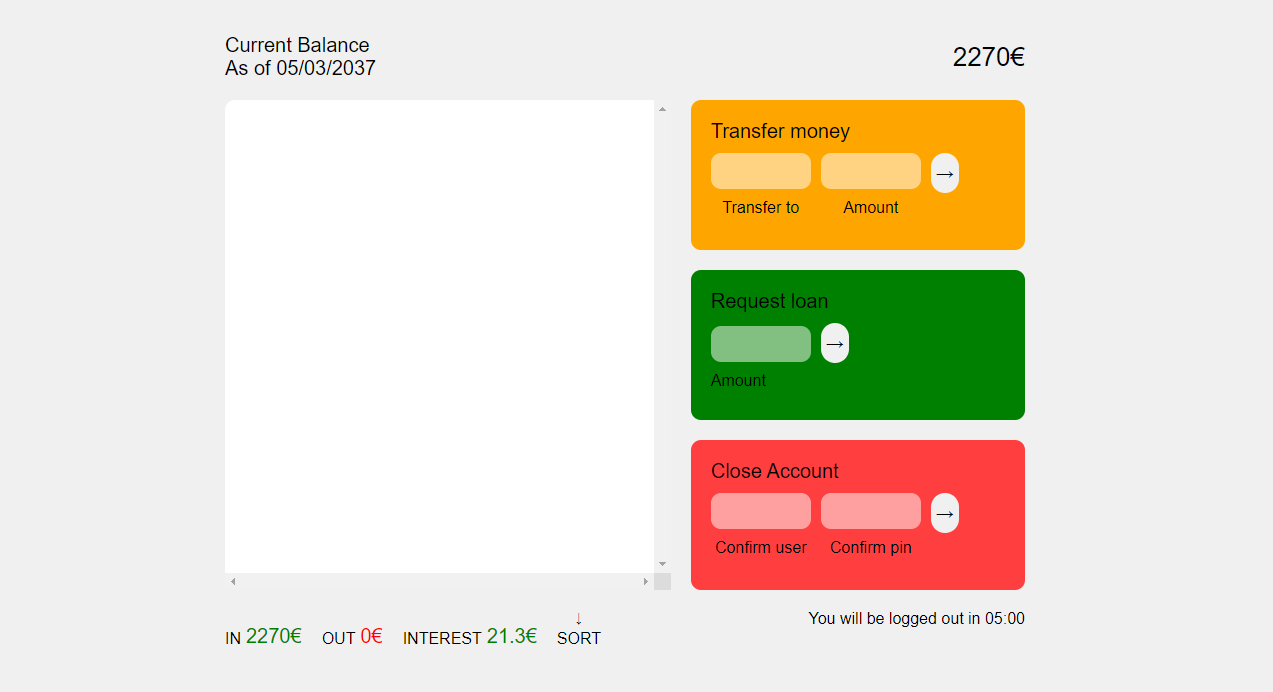 Current Balance
As of 05/03/2037
2270€
Transfer money
→
Transfer to Amount
Request loan
→
Amount
Close Account
→
Confirm user Confirm pin
↓
IN 2270€ OUT 0€ INTEREST 21.3€ SORT
You will be logged out in 05:00